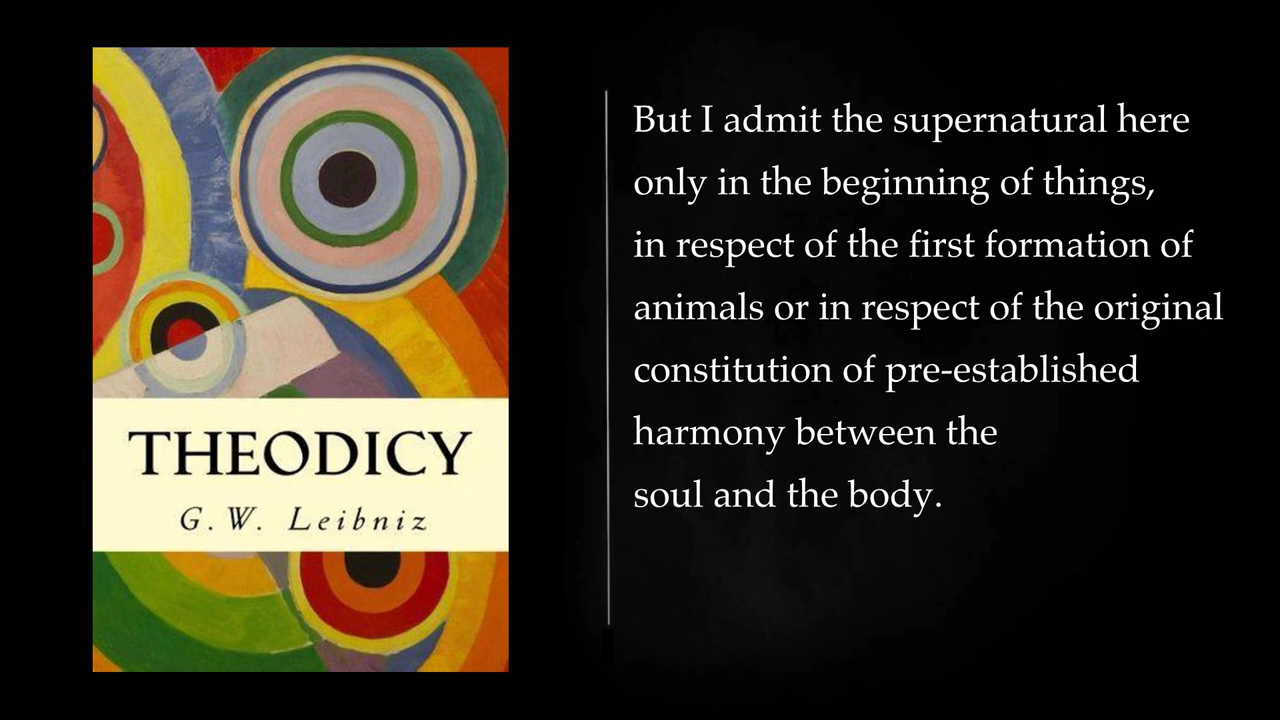 THEODICY
G. W. Leibniz
But I admit the supernatural here
only in the beginning of things,
in respect of the first formation of
animals or in respect of the original
constitution of pre-established
harmony between the
soul and the body.